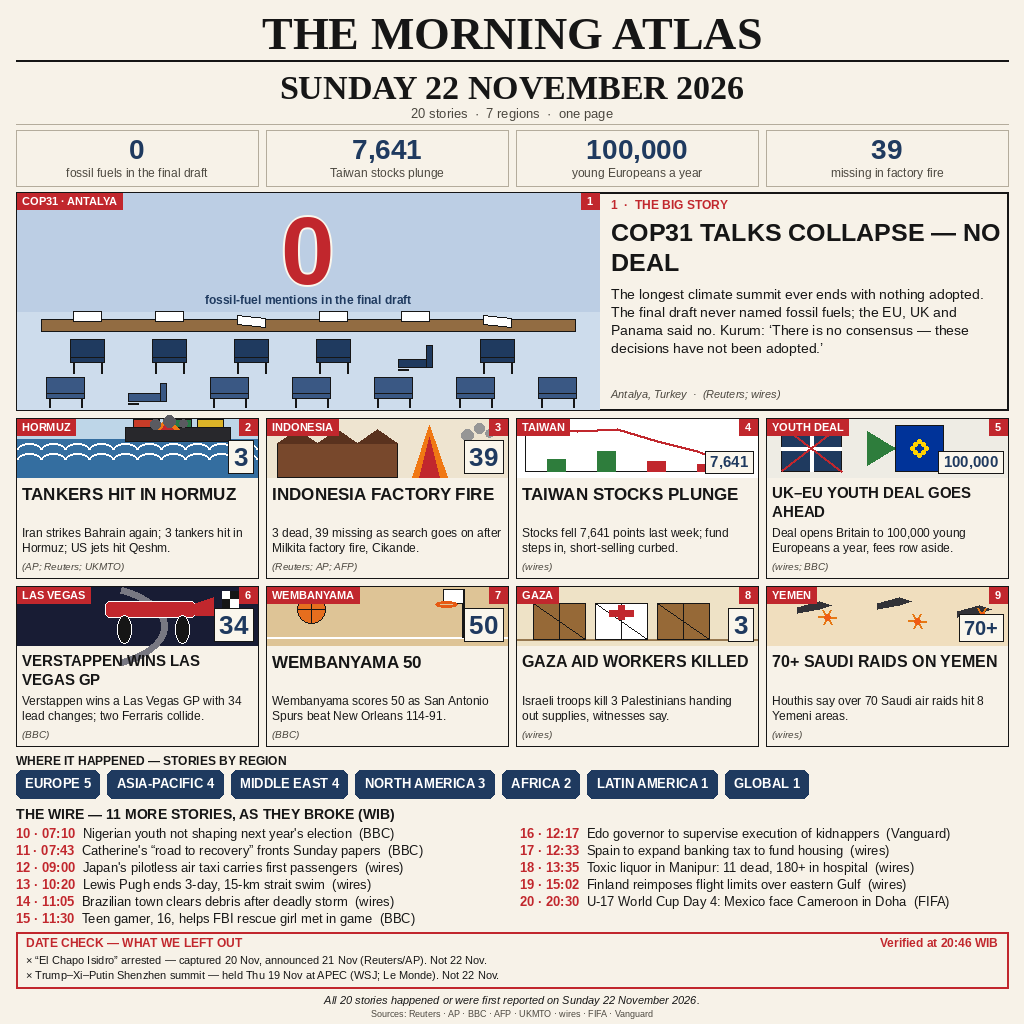 THE MORNING ATLAS
SUNDAY 22 NOVEMBER 2026
20 stories · 7 regions · one page
0
fossil fuels in the final draft
7,641
Taiwan stocks plunge
100,000
young Europeans a year
39
missing in factory fire
COP31 · ANTALYA
1
0
fossil-fuel mentions in the final draft
1 · THE BIG STORY
COP31 TALKS COLLAPSE — NO
DEAL
The longest climate summit ever ends with nothing adopted.
The final draft never named fossil fuels; the EU, UK and
Panama said no. Kurum: ‘There is no consensus — these
decisions have not been adopted.’
Antalya, Turkey · (Reuters; wires)
HORMUZ
2
3
TANKERS HIT IN HORMUZ
Iran strikes Bahrain again; 3 tankers hit in
Hormuz; US jets hit Qeshm.
(AP; Reuters; UKMTO)
INDONESIA
3
39
INDONESIA FACTORY FIRE
3 dead, 39 missing as search goes on after
Milkita factory fire, Cikande.
(Reuters; AP; AFP)
TAIWAN
4
7,641
TAIWAN STOCKS PLUNGE
Stocks fell 7,641 points last week; fund
steps in, short-selling curbed.
(wires)
YOUTH DEAL
5
100,000
UK–EU YOUTH DEAL GOES
AHEAD
Deal opens Britain to 100,000 young
Europeans a year, fees row aside.
(wires; BBC)
LAS VEGAS
6
34
VERSTAPPEN WINS LAS
VEGAS GP
Verstappen wins a Las Vegas GP with 34
lead changes; two Ferraris collide.
(BBC)
WEMBANYAMA
7
50
WEMBANYAMA 50
Wembanyama scores 50 as San Antonio
Spurs beat New Orleans 114-91.
(BBC)
GAZA
8
3
GAZA AID WORKERS KILLED
Israeli troops kill 3 Palestinians handing
out supplies, witnesses say.
(wires)
YEMEN
9
70+
70+ SAUDI RAIDS ON YEMEN
Houthis say over 70 Saudi air raids hit 8
Yemeni areas.
(wires)
WHERE IT HAPPENED — STORIES BY REGION
EUROPE 5
ASIA-PACIFIC 4
MIDDLE EAST 4
NORTH AMERICA 3
AFRICA 2
LATIN AMERICA 1
GLOBAL 1
THE WIRE — 11 MORE STORIES, AS THEY BROKE (WIB)
10 · 07:10 Nigerian youth not shaping next year's election (BBC)
11 · 07:43 Catherine's “road to recovery” fronts Sunday papers (BBC)
12 · 09:00 Japan's pilotless air taxi carries first passengers (wires)
13 · 10:20 Lewis Pugh ends 3-day, 15-km strait swim (wires)
14 · 11:05 Brazilian town clears debris after deadly storm (wires)
15 · 11:30 Teen gamer, 16, helps FBI rescue girl met in game (BBC)
16 · 12:17 Edo governor to supervise execution of kidnappers (Vanguard)
17 · 12:33 Spain to expand banking tax to fund housing (wires)
18 · 13:35 Toxic liquor in Manipur: 11 dead, 180+ in hospital (wires)
19 · 15:02 Finland reimposes flight limits over eastern Gulf (wires)
20 · 20:30 U-17 World Cup Day 4: Mexico face Cameroon in Doha (FIFA)
DATE CHECK — WHAT WE LEFT OUT
Verified at 20:46 WIB
× “El Chapo Isidro” arrested — captured 20 Nov, announced 21 Nov (Reuters/AP). Not 22 Nov.
× Trump–Xi–Putin Shenzhen summit — held Thu 19 Nov at APEC (WSJ; Le Monde). Not 22 Nov.
All 20 stories happened or were first reported on Sunday 22 November 2026.
Sources: Reuters · AP · BBC · AFP · UKMTO · wires · FIFA · Vanguard